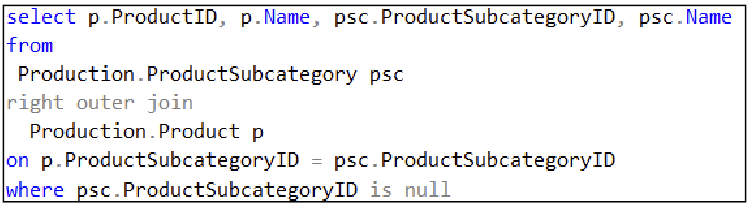 select p.ProductID, p.Name, psc.ProductSubcategoryID, psc.Name
from
Production.ProductSubcategory psc
right outer join
Production.Product p
on p.ProductSubcategoryID = psc.ProductSubcategoryID
where psc.ProductSubcategoryID is null